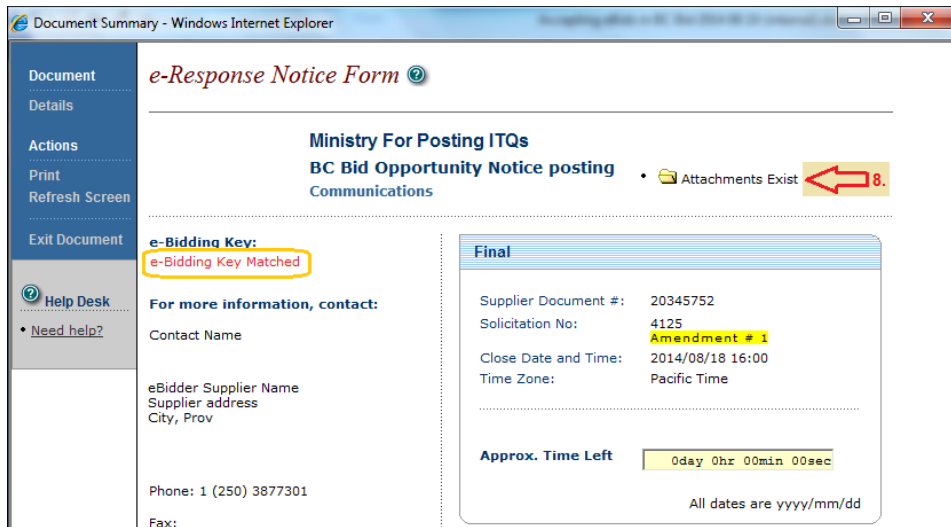 Document Summary - Windows Internet Explorer
Document
Details
Actions
Print
Refresh Screen
Exit Document
Help Desk
Need help?
e-Response Notice Form
Ministry For Posting ITQs
BC Bid Opportunity Notice posting
Communications
Attachments Exist
8.
e-Bidding Key:
e-Bidding Key Matched
For more information, contact:
Contact Name
eBidder Supplier Name
Supplier address
City, Prov
Phone: 1 (250) 3877301
Fax:
Final
Supplier Document #: 20345752
Solicitation No: 4125
Amendment # 1
Close Date and Time: 2014/08/18 16:00
Time Zone: Pacific Time
Approx. Time Left 0day 0hr 00min 00sec
All dates are yyyy/mm/dd